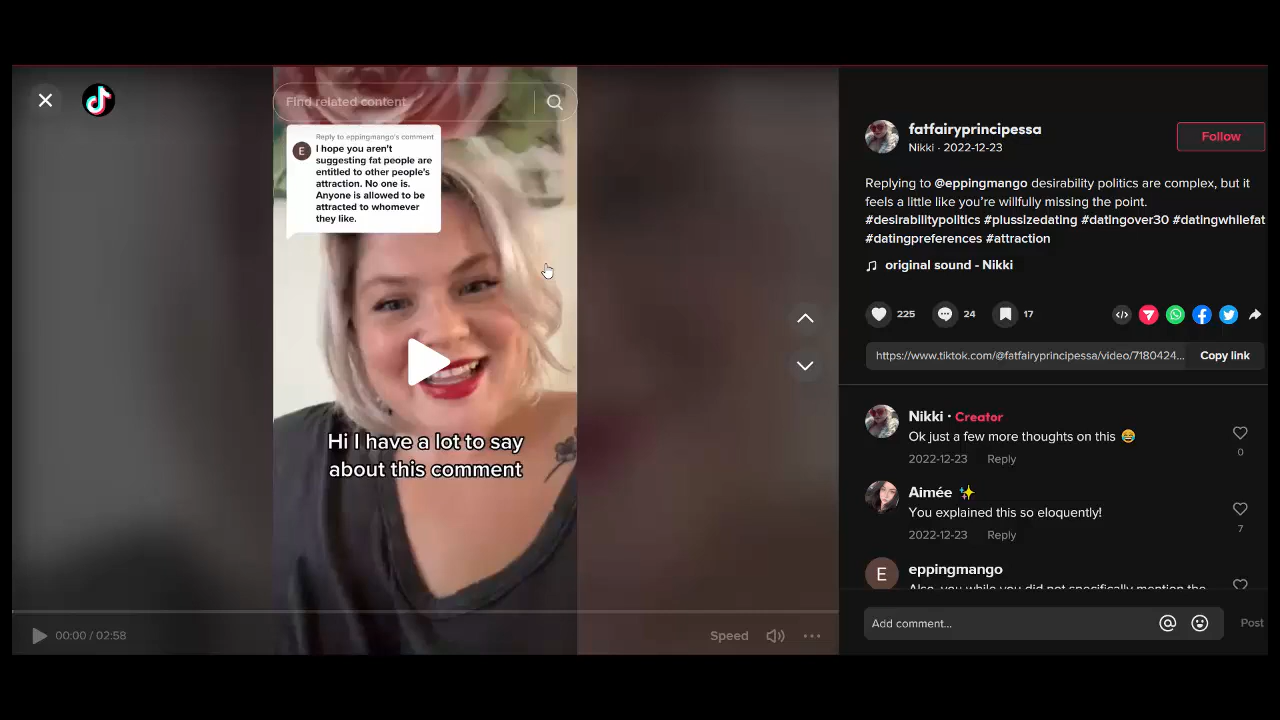 Find related content
Reply to eppingmango's comment
E
I hope you aren't
suggesting fat people are
entitled to other people's
attraction. No one is.
Anyone is allowed to be
attracted to whomever
they like.
Hi I have a lot to say
about this comment
00:00 / 02:58
Speed
fatfairyprincipessa
Nikki · 2022-12-23
Follow
Replying to @eppingmango desirability politics are complex, but it
feels a little like you're willfully missing the point.
#desirabilitypolitics #plussizedating #datingover30 #datingwhilefat
#datingpreferences #attraction
original sound - Nikki
225
24
17
https://www.tiktok.com/@fatfairyprincipessa/video/7180424...
Copy link
Nikki · Creator
Ok just a few more thoughts on this 😂
0
2022-12-23 Reply
Aimée ✨
You explained this so eloquently!
7
2022-12-23 Reply
E
eppingmango
Also, you while you did not specifically mention the
Add comment...
Post